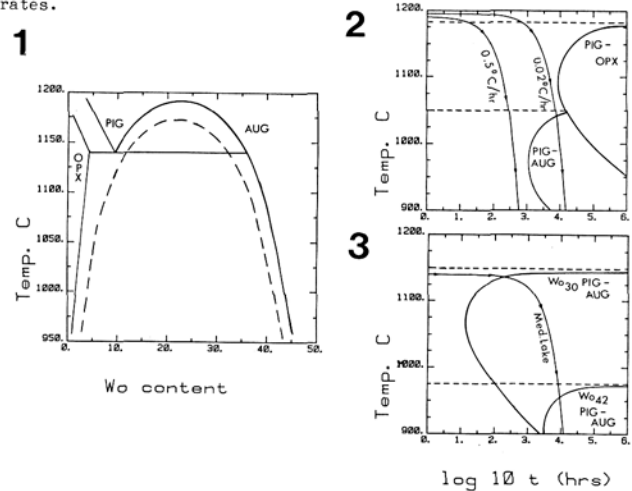 rates.
1
1200.
1150.
1100.
1050.
1000.
950.
Temp. C
PIG
AUG
OPX
0.
10.
20.
30.
40.
50.
Wo content
2
1200.
1100.
1000.
900.
Temp. C
0.5°C/hr
0.02°C/hr
PIG-
OPX
PIG-
AUG
0.
1.
2.
3.
4.
5.
6.
3
1200.
1100.
1000.
900.
Temp. C
Wo30 PIG-
AUG
Med Lake
Wo42
PIG-
AUG
0.
1.
2.
3.
4.
5.
6.
log 10 t (hrs)